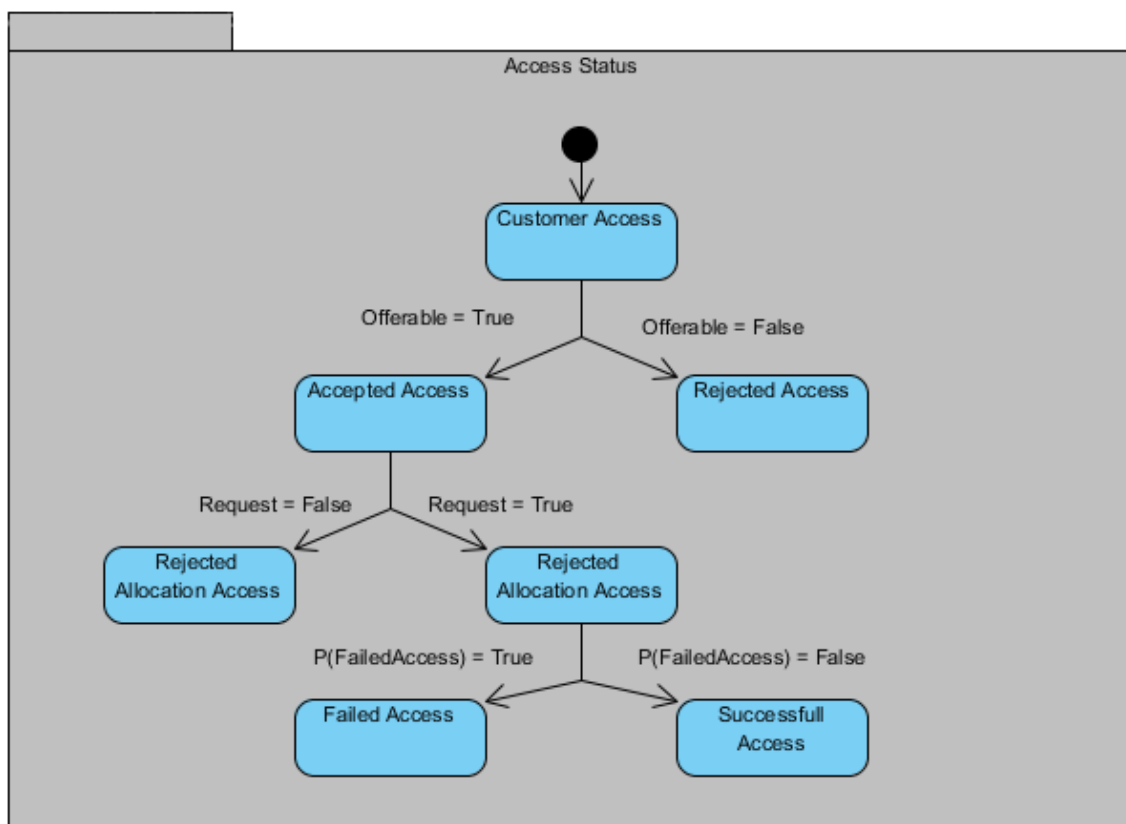 Access Status
Customer Access
Offerable = True
Offerable = False
Accepted Access
Rejected Access
Request = False
Request = True
Rejected
Allocation Access
Rejected
Allocation Access
P(FailedAccess) = True
P(FailedAccess) = False
Failed Access
Successfull
Access